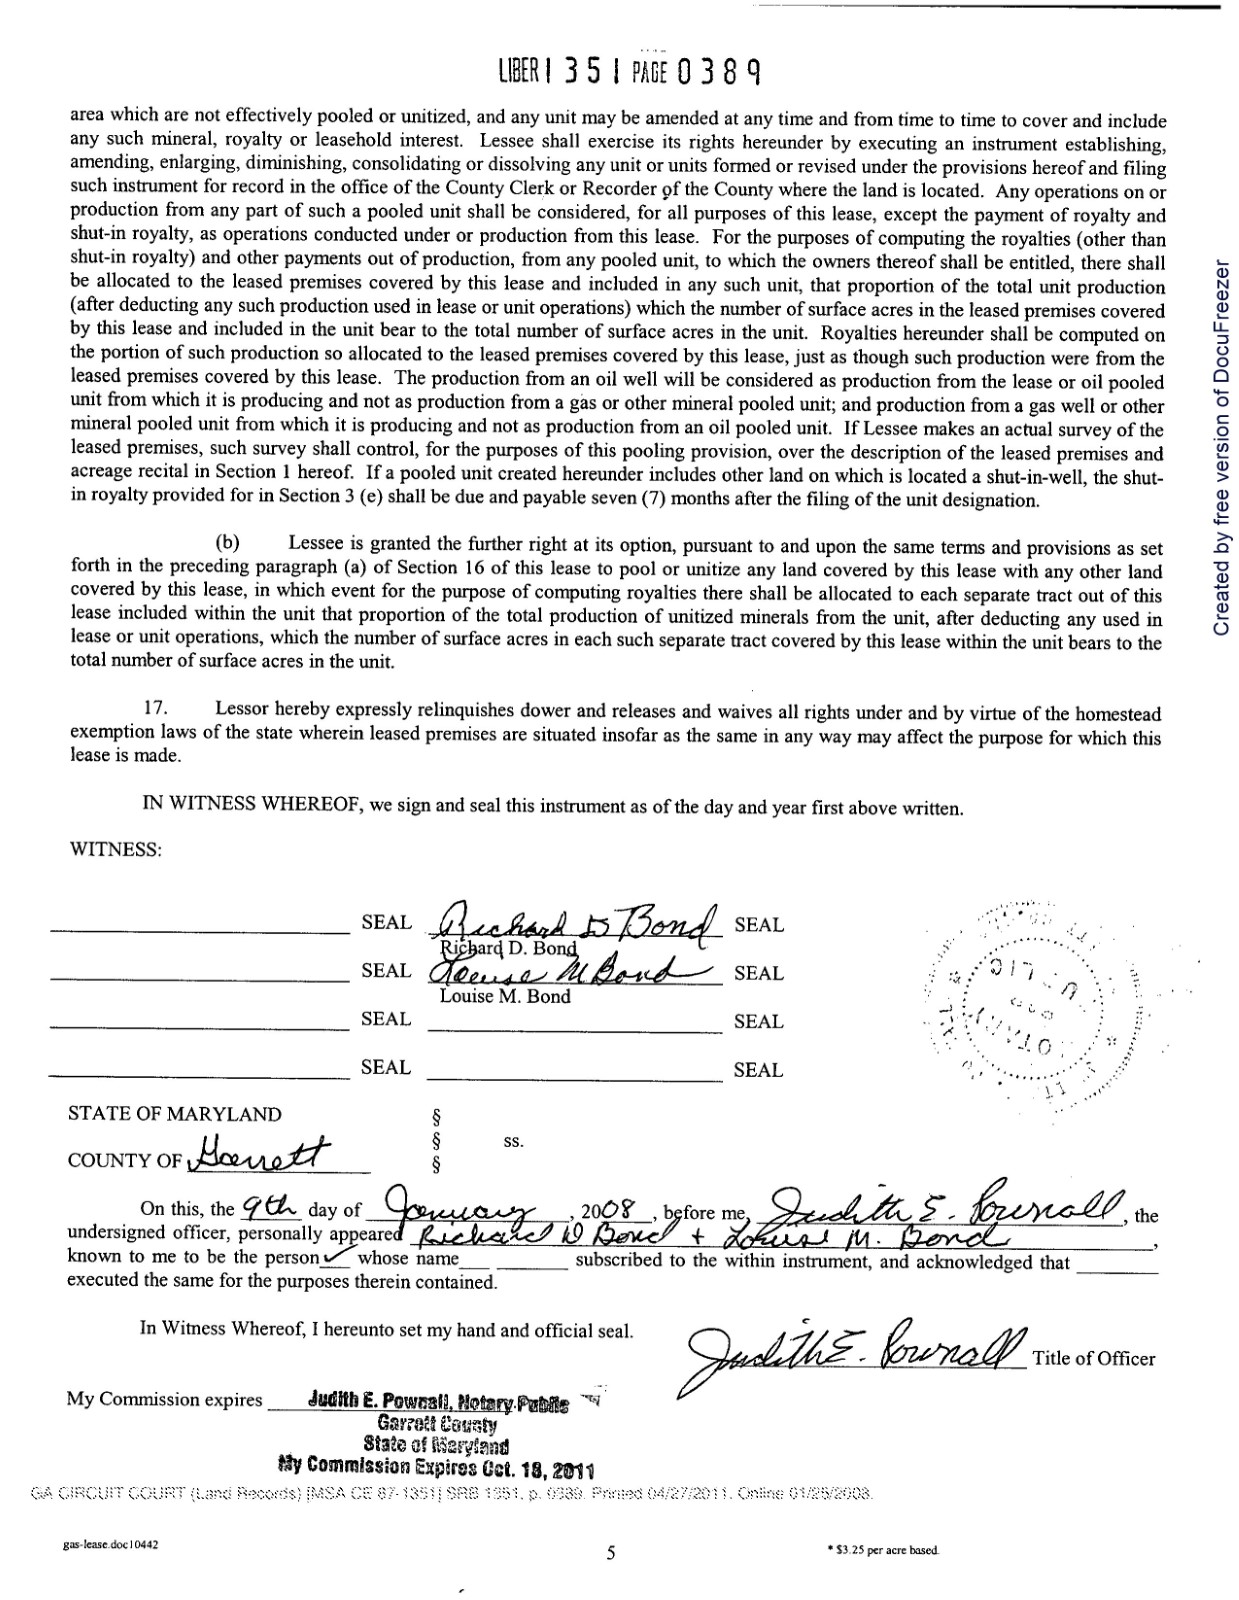 LIBER 1351 PAGE 0389
area which are not effectively pooled or unitized, and any unit may be amended at any time and from time to time to cover and include
any such mineral, royalty or leasehold interest. Lessee shall exercise its rights hereunder by executing an instrument establishing,
amending, enlarging, diminishing, consolidating or dissolving any unit or units formed or revised under the provisions hereof and filing
such instrument for record in the office of the County Clerk or Recorder of the County where the land is located. Any operations on or
production from any part of such a pooled unit shall be considered, for all purposes of this lease, except the payment of royalty and
shut-in royalty, as operations conducted under or production from this lease. For the purposes of computing the royalties (other than
shut-in royalty) and other payments out of production, from any pooled unit, to which the owners thereof shall be entitled, there shall
be allocated to the leased premises covered by this lease and included in any such unit, that proportion of the total unit production
(after deducting any such production used in lease or unit operations) which the number of surface acres in the leased premises covered
by this lease and included in the unit bear to the total number of surface acres in the unit. Royalties hereunder shall be computed on
the portion of such production so allocated to the leased premises covered by this lease, just as though such production were from the
leased premises covered by this lease. The production from an oil well will be considered as production from the lease or oil pooled
unit from which it is producing and not as production from a gas or other mineral pooled unit; and production from a gas well or other
mineral pooled unit from which it is producing and not as production from an oil pooled unit. If Lessee makes an actual survey of the
leased premises, such survey shall control, for the purposes of this pooling provision, over the description of the leased premises and
acreage recital in Section 1 hereof. If a pooled unit created hereunder includes other land on which is located a shut-in-well, the shut-
in royalty provided for in Section 3 (e) shall be due and payable seven (7) months after the filing of the unit designation.
(b) Lessee is granted the further right at its option, pursuant to and upon the same terms and provisions as set
forth in the preceding paragraph (a) of Section 16 of this lease to pool or unitize any land covered by this lease with any other land
covered by this lease, in which event for the purpose of computing royalties there shall be allocated to each separate tract out of this
lease included within the unit that proportion of the total production of unitized minerals from the unit, after deducting any used in
lease or unit operations, which the number of surface acres in each such separate tract covered by this lease within the unit bears to the
total number of surface acres in the unit.
17. Lessor hereby expressly relinquishes dower and releases and waives all rights under and by virtue of the homestead
exemption laws of the state wherein leased premises are situated insofar as the same in any way may affect the purpose for which this
lease is made.
IN WITNESS WHEREOF, we sign and seal this instrument as of the day and year first above written.
WITNESS:
SEAL Richard D Bond SEAL
Richard D. Bond
SEAL Louise M Bond SEAL
Louise M. Bond
SEAL SEAL
SEAL SEAL
NOTARY
STATE OF MARYLAND §
§ ss.
COUNTY OF Garrett §
On this, the 9th day of January, 2008, before me, Judith E. Pownall, the
undersigned officer, personally appeared Richard D Bond + Louise M. Bond,
known to me to be the person ✓ whose name subscribed to the within instrument, and acknowledged that
executed the same for the purposes therein contained.
In Witness Whereof, I hereunto set my hand and official seal.
Judith E. Pownall Title of Officer
My Commission expires Judith E. Pownall, Notary Public
Garrett County
State of Maryland
My Commission Expires Oct. 18, 2011
GA CIRCUIT COURT (Land Records) [MSA CE 87-1351] SRB 1351, p. 0389. Printed 04/27/2011. Online 01/25/2008.
gas-lease.doc10442
5
* $3.25 per acre based.
Created by free version of DocuFreezer